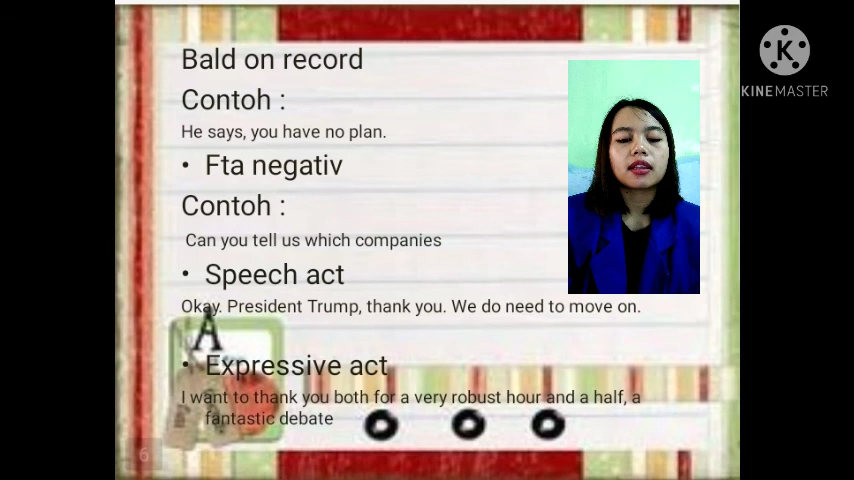 Bald on record
Contoh :
He says, you have no plan.
• Fta negativ
Contoh :
Can you tell us which companies
• Speech act
Okay. President Trump, thank you. We do need to move on.
A
• Expressive act
I want to thank you both for a very robust hour and a half, a
fantastic debate
6
K
KINEMASTER